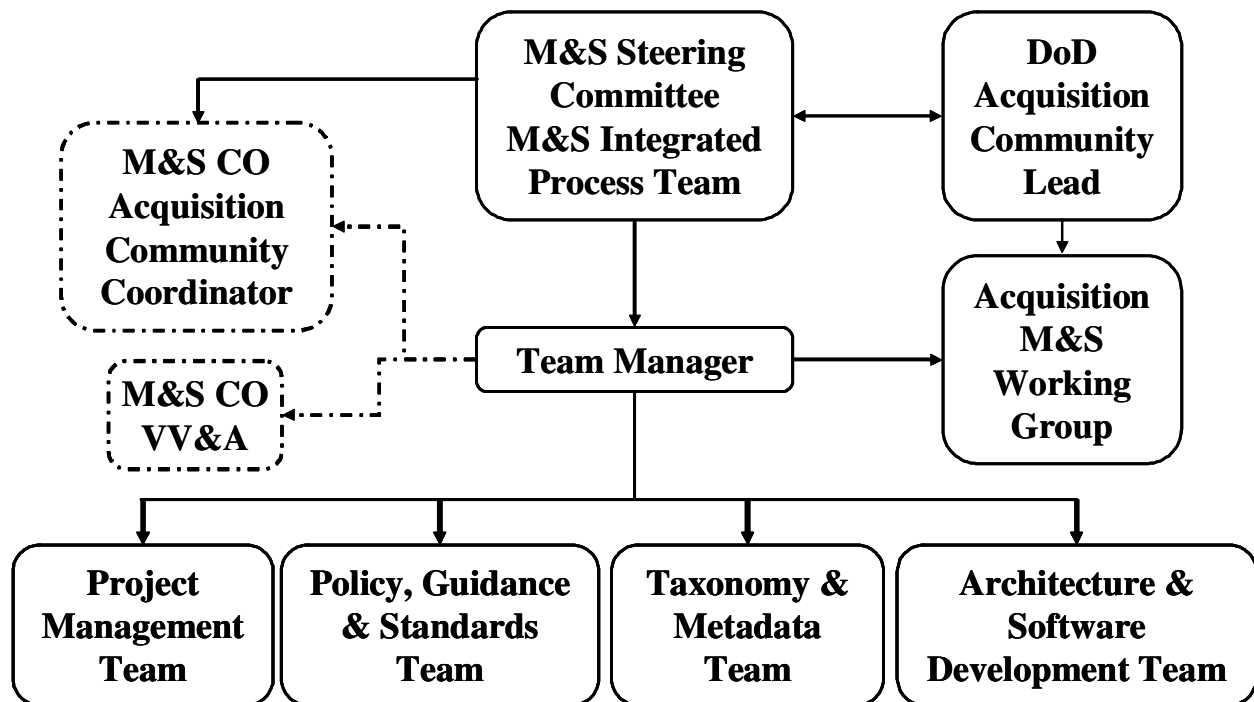 M&S Steering
Committee
M&S Integrated
Process Team
DoD
Acquisition
Community
Lead
M&S CO
Acquisition
Community
Coordinator
Acquisition
M&S
Working
Group
Team Manager
M&S CO
VV&A
Project
Management
Team
Policy, Guidance
& Standards
Team
Taxonomy &
Metadata
Team
Architecture &
Software
Development Team